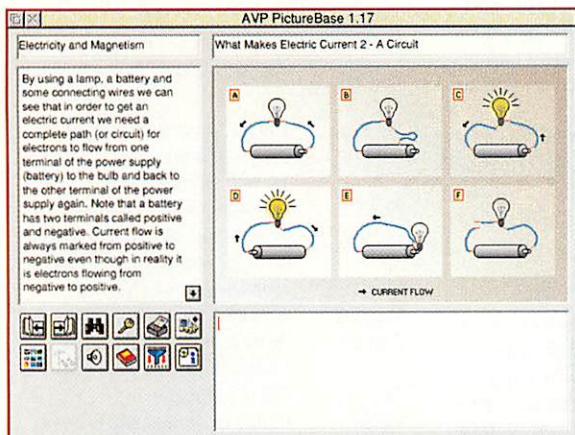 AVP PictureBase 1.17
Electricity and Magnetism
What Makes Electric Current 2 - A Circuit
By using a lamp, a battery and
some connecting wires we can
see that in order to get an
electric current we need a
complete path (or circuit) for
electrons to flow from one
terminal of the power supply
(battery) to the bulb and back to
the other terminal of the power
supply again. Note that a battery
has two terminals called positive
and negative. Current flow is
always marked from positive to
negative even though in reality it
is electrons flowing from
negative to positive.
A
B
C
D
E
F
→ CURRENT FLOW